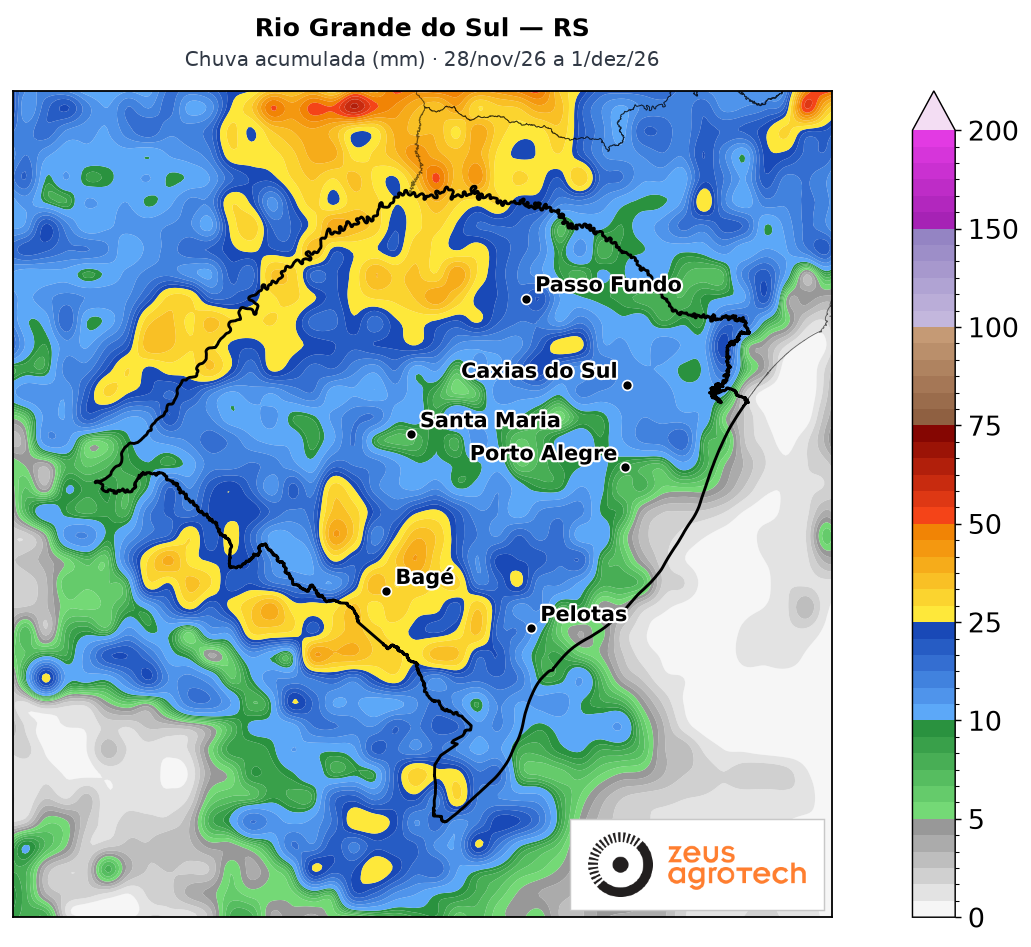 Rio Grande do Sul — RS
Chuva acumulada (mm) · 28/nov/26 a 1/dez/26
Passo Fundo
Caxias do Sul
Santa Maria
Porto Alegre
Bagé
Pelotas
200
150
100
75
50
25
10
5
0
zeus
agrotech